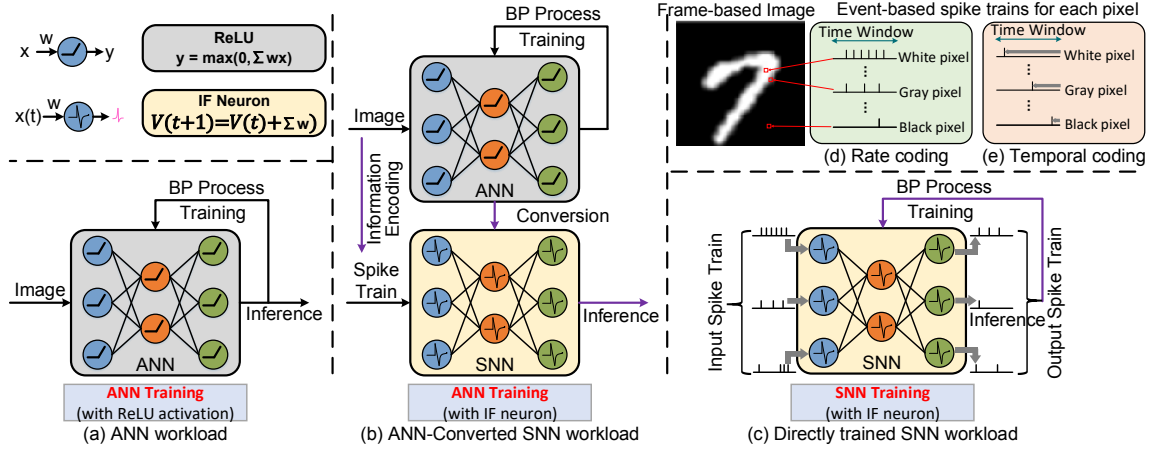 x
w
y
ReLU
y = max(0, Σ wx)
x(t)
w
IF Neuron
V(t+1)=V(t)+Σw)
BP Process
Training
Image
ANN
Inference
ANN Training
(with ReLU activation)
(a) ANN workload
BP Process
Training
Image
ANN
Information
Encoding
Conversion
Spike
Train
SNN
Inference
ANN Training
(with IF neuron)
(b) ANN-Converted SNN workload
Frame-based Image
Event-based spike trains for each pixel
Time Window
White pixel
⋮
⋮
Gray pixel
⋮
⋮
Black pixel
(d) Rate coding
Time Window
White pixel
⋮
Gray pixel
⋮
Black pixel
(e) Temporal coding
BP Process
Training
Input Spike Train
SNN
Inference
Output Spike Train
SNN Training
(with IF neuron)
(c) Directly trained SNN workload